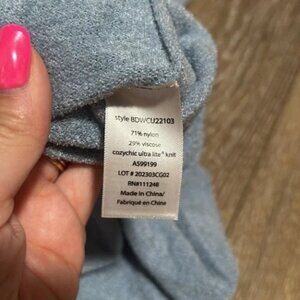 style BDWCU22103
71% nylon
29% viscose
cozychic ultra lite® knit
A599199
LOT # 202303CG02
RN#111248
Made in China/
Fabriqué en Chine